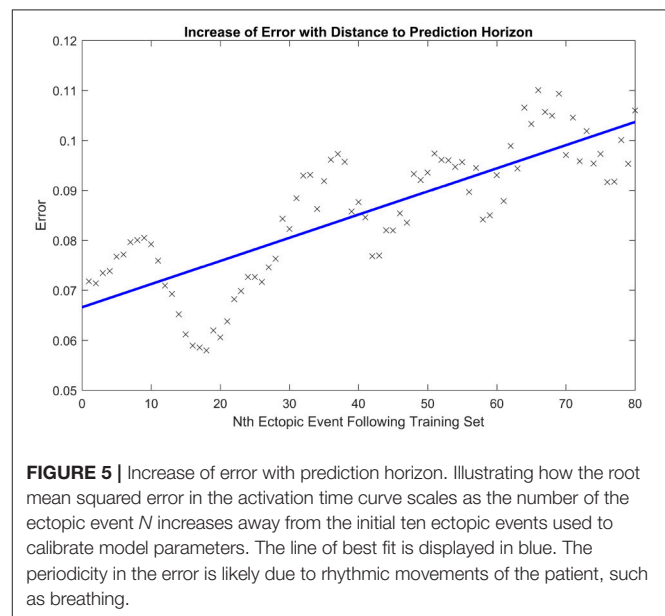 Increase of Error with Distance to Prediction Horizon
0.12
0.11
0.1
0.09
0.08
0.07
0.06
0.05
Error
0 10 20 30 40 50 60 70 80
Nth Ectopic Event Following Training Set
FIGURE 5 | Increase of error with prediction horizon. Illustrating how the root
mean squared error in the activation time curve scales as the number of the
ectopic event N increases away from the initial ten ectopic events used to
calibrate model parameters. The line of best fit is displayed in blue. The
periodicity in the error is likely due to rhythmic movements of the patient, such
as breathing.